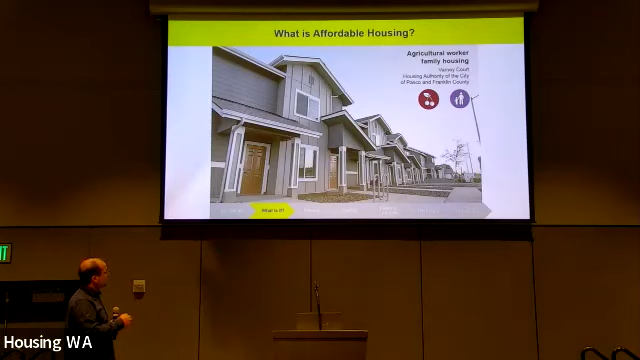 What is Affordable Housing?
Agricultural worker
family housing
Varney Court
Housing Authority of the City
of Pasco and Franklin County
What is it?
IT
Housing WA